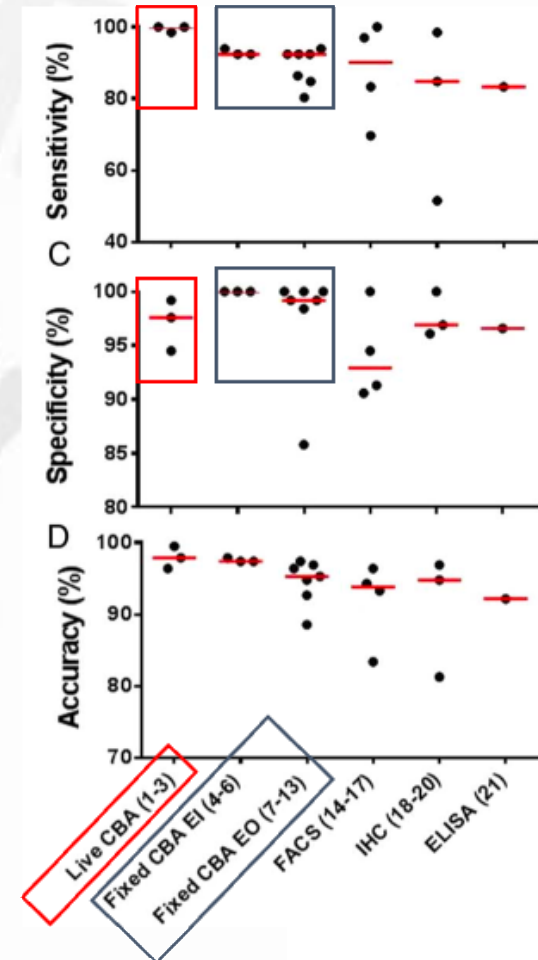 Sensitivity (%)
100
80
60
40
C
Specificity (%)
100
95
90
85
80
D
Accuracy (%)
100
90
80
70
Live CBA (1-3)
Fixed CBA EI (4-6)
Fixed CBA EO (7-13)
FACS (14-17)
IHC (18-20)
ELISA (21)